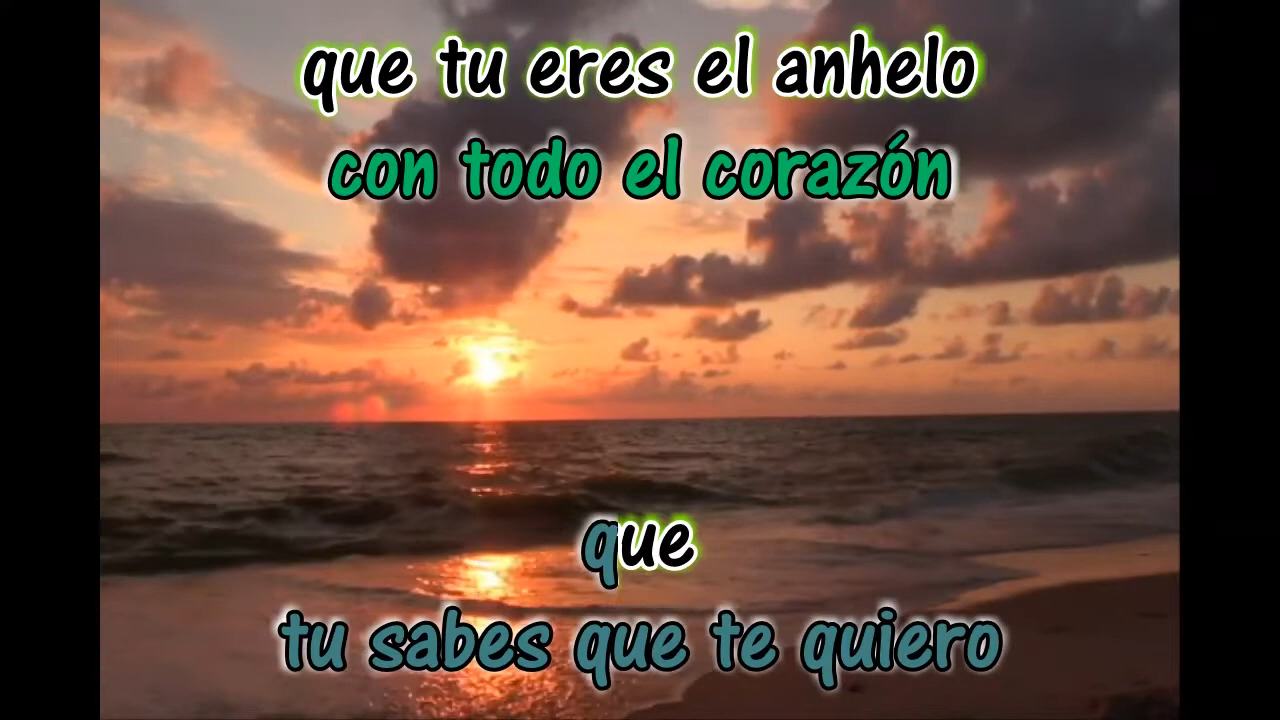 que tu eres el anhelo
con todo el corazón
que
tu sabes que te quiero